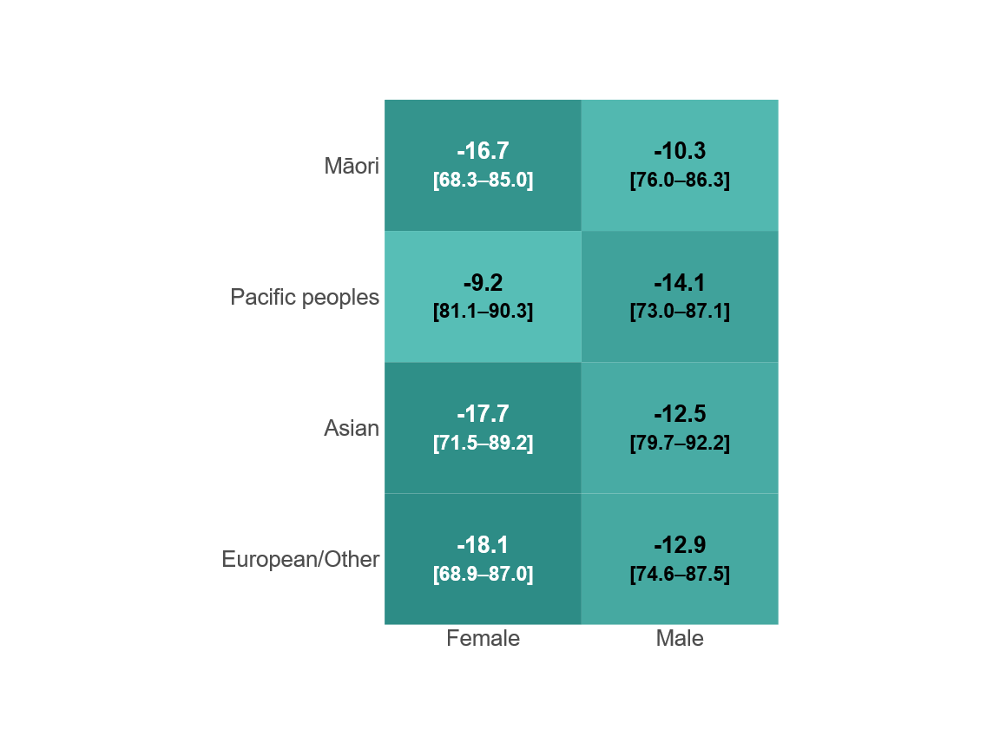 Māori
-16.7
[68.3–85.0]
-10.3
[76.0–86.3]
Pacific peoples
-9.2
[81.1–90.3]
-14.1
[73.0–87.1]
Asian
-17.7
[71.5–89.2]
-12.5
[79.7–92.2]
European/Other
-18.1
[68.9–87.0]
-12.9
[74.6–87.5]
Female
Male